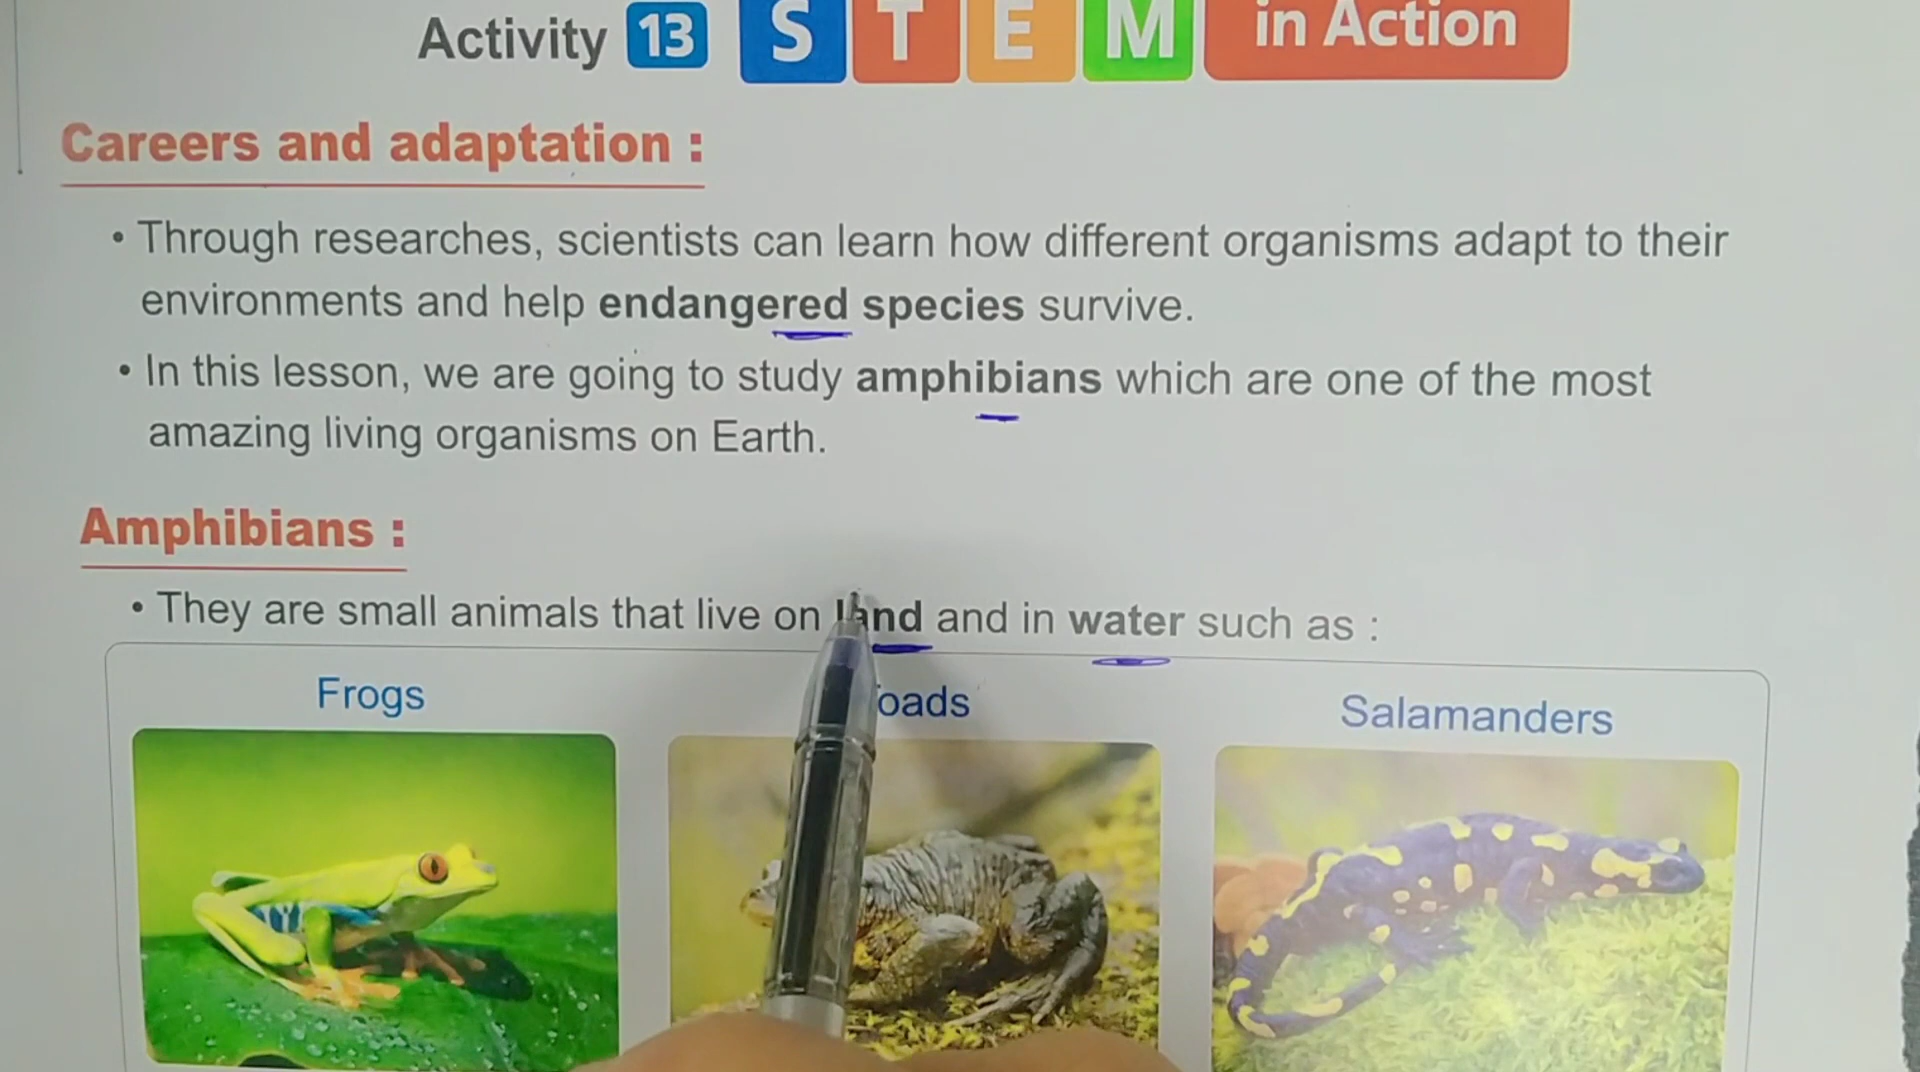 Activity 13 STEM in Action
Careers and adaptation :
• Through researches, scientists can learn how different organisms adapt to their
environments and help endangered species survive.
• In this lesson, we are going to study amphibians which are one of the most
amazing living organisms on Earth.
Amphibians :
• They are small animals that live on land and in water such as :
Frogs oads Salamanders